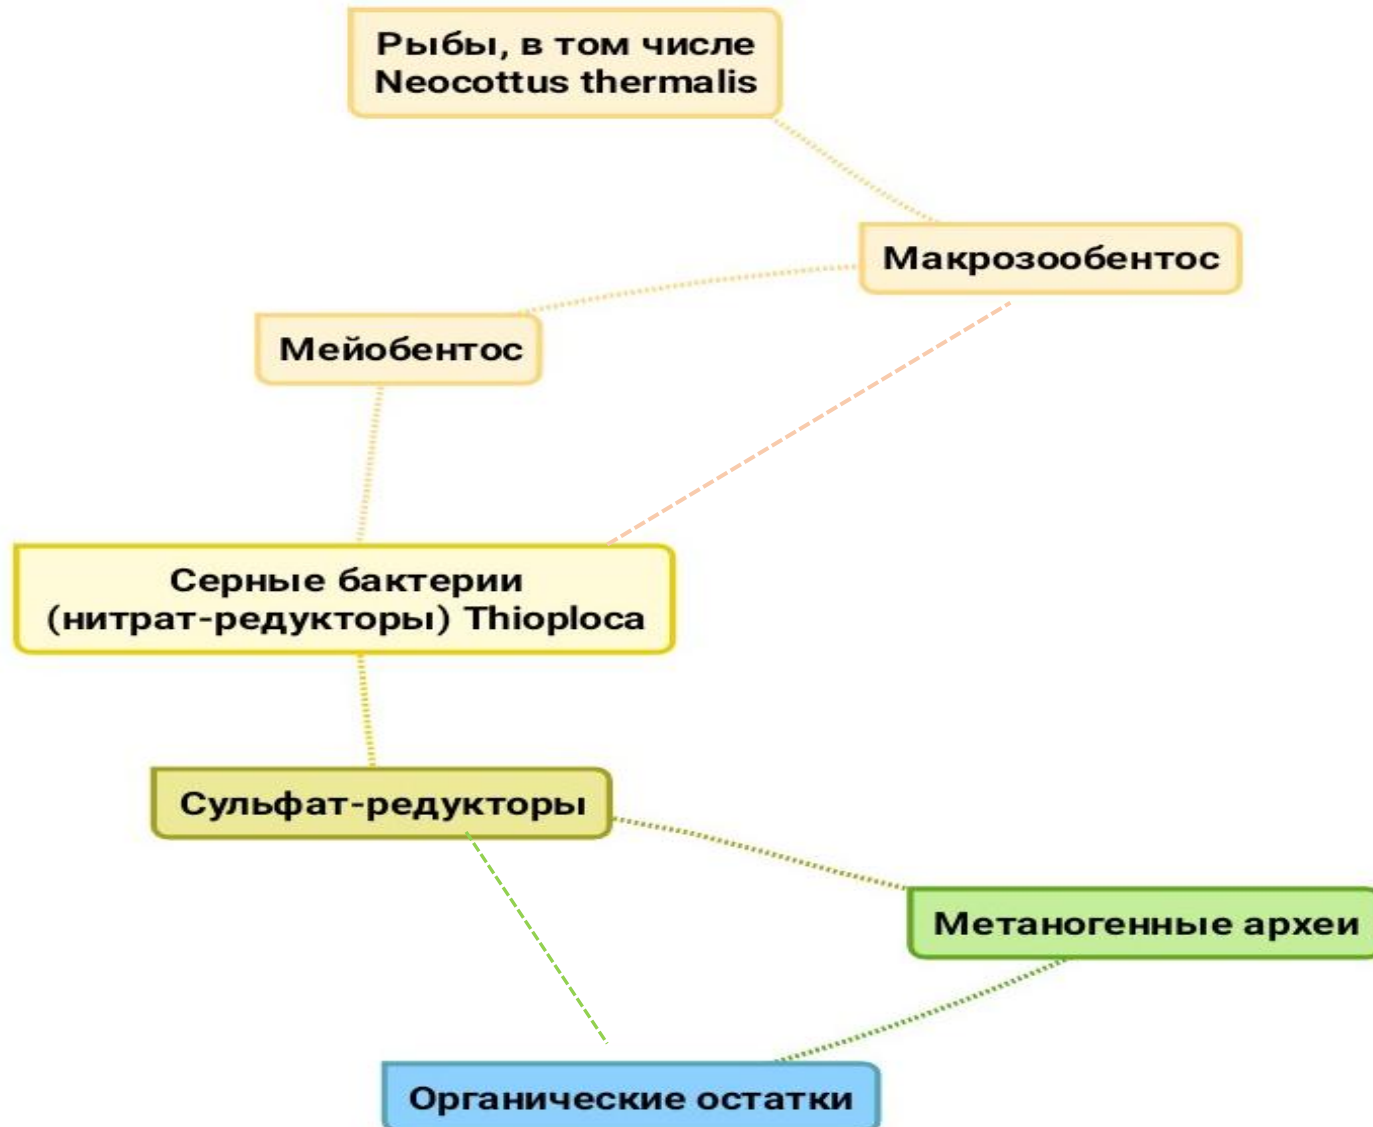 Рыбы, в том числе
Neocottus thermalis
Макрозообентос
Мейобентос
Серные бактерии
(нитрат-редукторы) Thioploca
Сульфат-редукторы
Метаногенные археи
Органические остатки